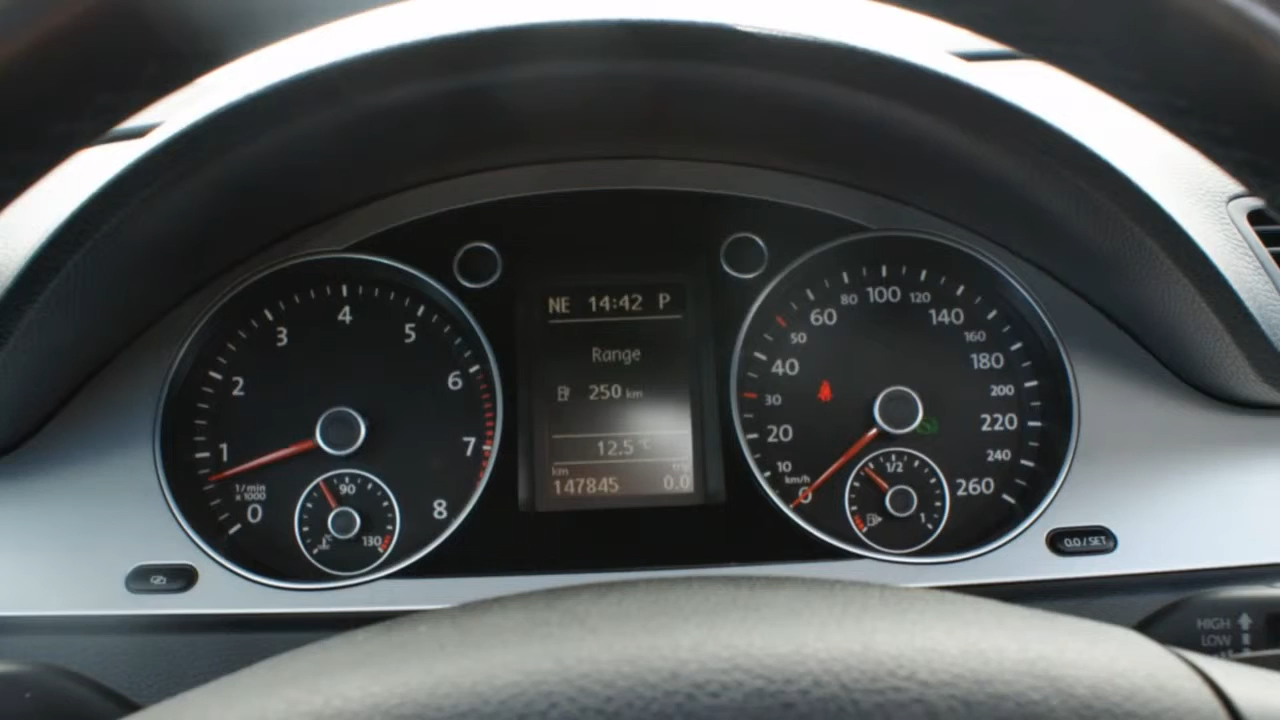 4
3
5
2
6
1
7
1/min
x 1000
0
8
90
°C
130
NE 14:42 P
Range
250 km
12.5 °C
km
trip
147845 0.0
80 100 120
60 140
50 160
40 180
30 200
20 220
10 240
km/h
0 260
1/2
1
0.0 / SET
HIGH
LOW